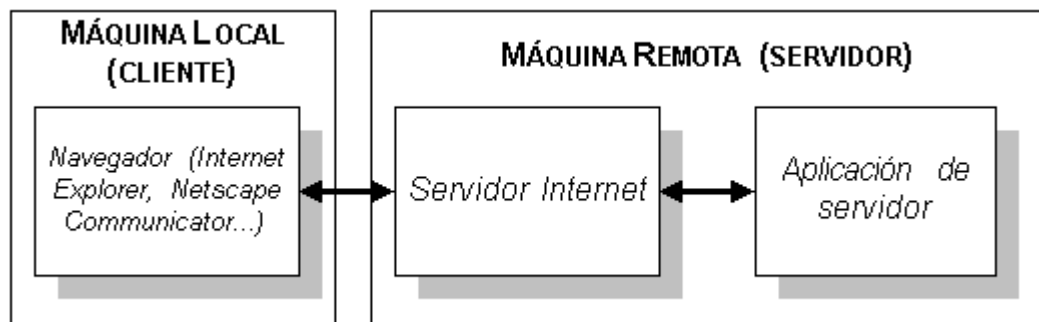 MÁQUINA LOCAL
(CLIENTE)
MÁQUINA REMOTA (SERVIDOR)
Navegador (Internet
Explorer, Netscape
Communicator...)
Servidor Internet
Aplicación de
servidor